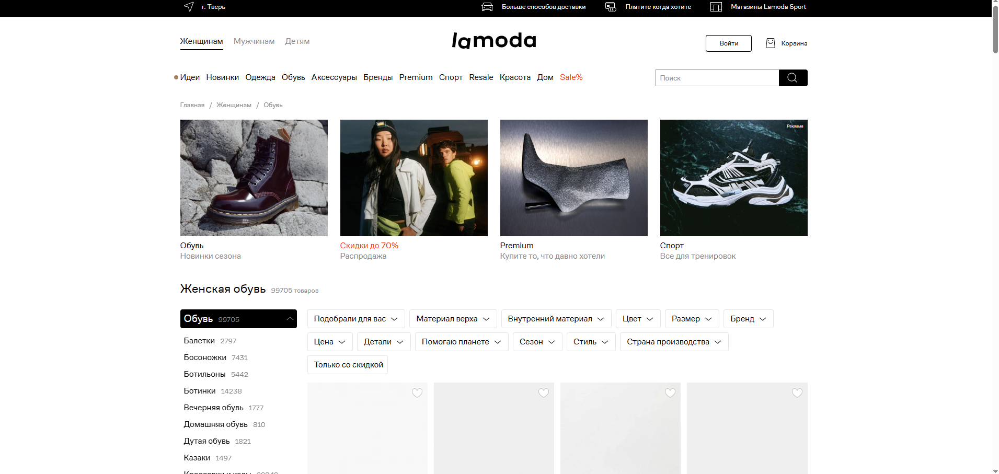 г. Тверь
Больше способов доставки
Платите когда хотите
Магазины Lamoda Sport
Женщинам Мужчинам Детям
lamoda
Войти
Корзина
Идеи Новинки Одежда Обувь Аксессуары Бренды Premium Спорт Resale Красота Дом Sale%
Поиск
Главная / Женщинам / Обувь
Реклама
Обувь
Новинки сезона
Скидки до 70%
Распродажа
Premium
Купите то, что давно хотели
Спорт
Все для тренировок
Женская обувь 99705 товаров
Обувь 99705
Балетки 2797
Босоножки 7431
Ботильоны 5442
Ботинки 14238
Вечерняя обувь 1777
Домашняя обувь 810
Дутая обувь 1821
Казаки 1497
Подобрали для вас Материал верха Внутренний материал Цвет Размер Бренд
Цена Детали Помогаю планете Сезон Стиль Страна производства
Только со скидкой